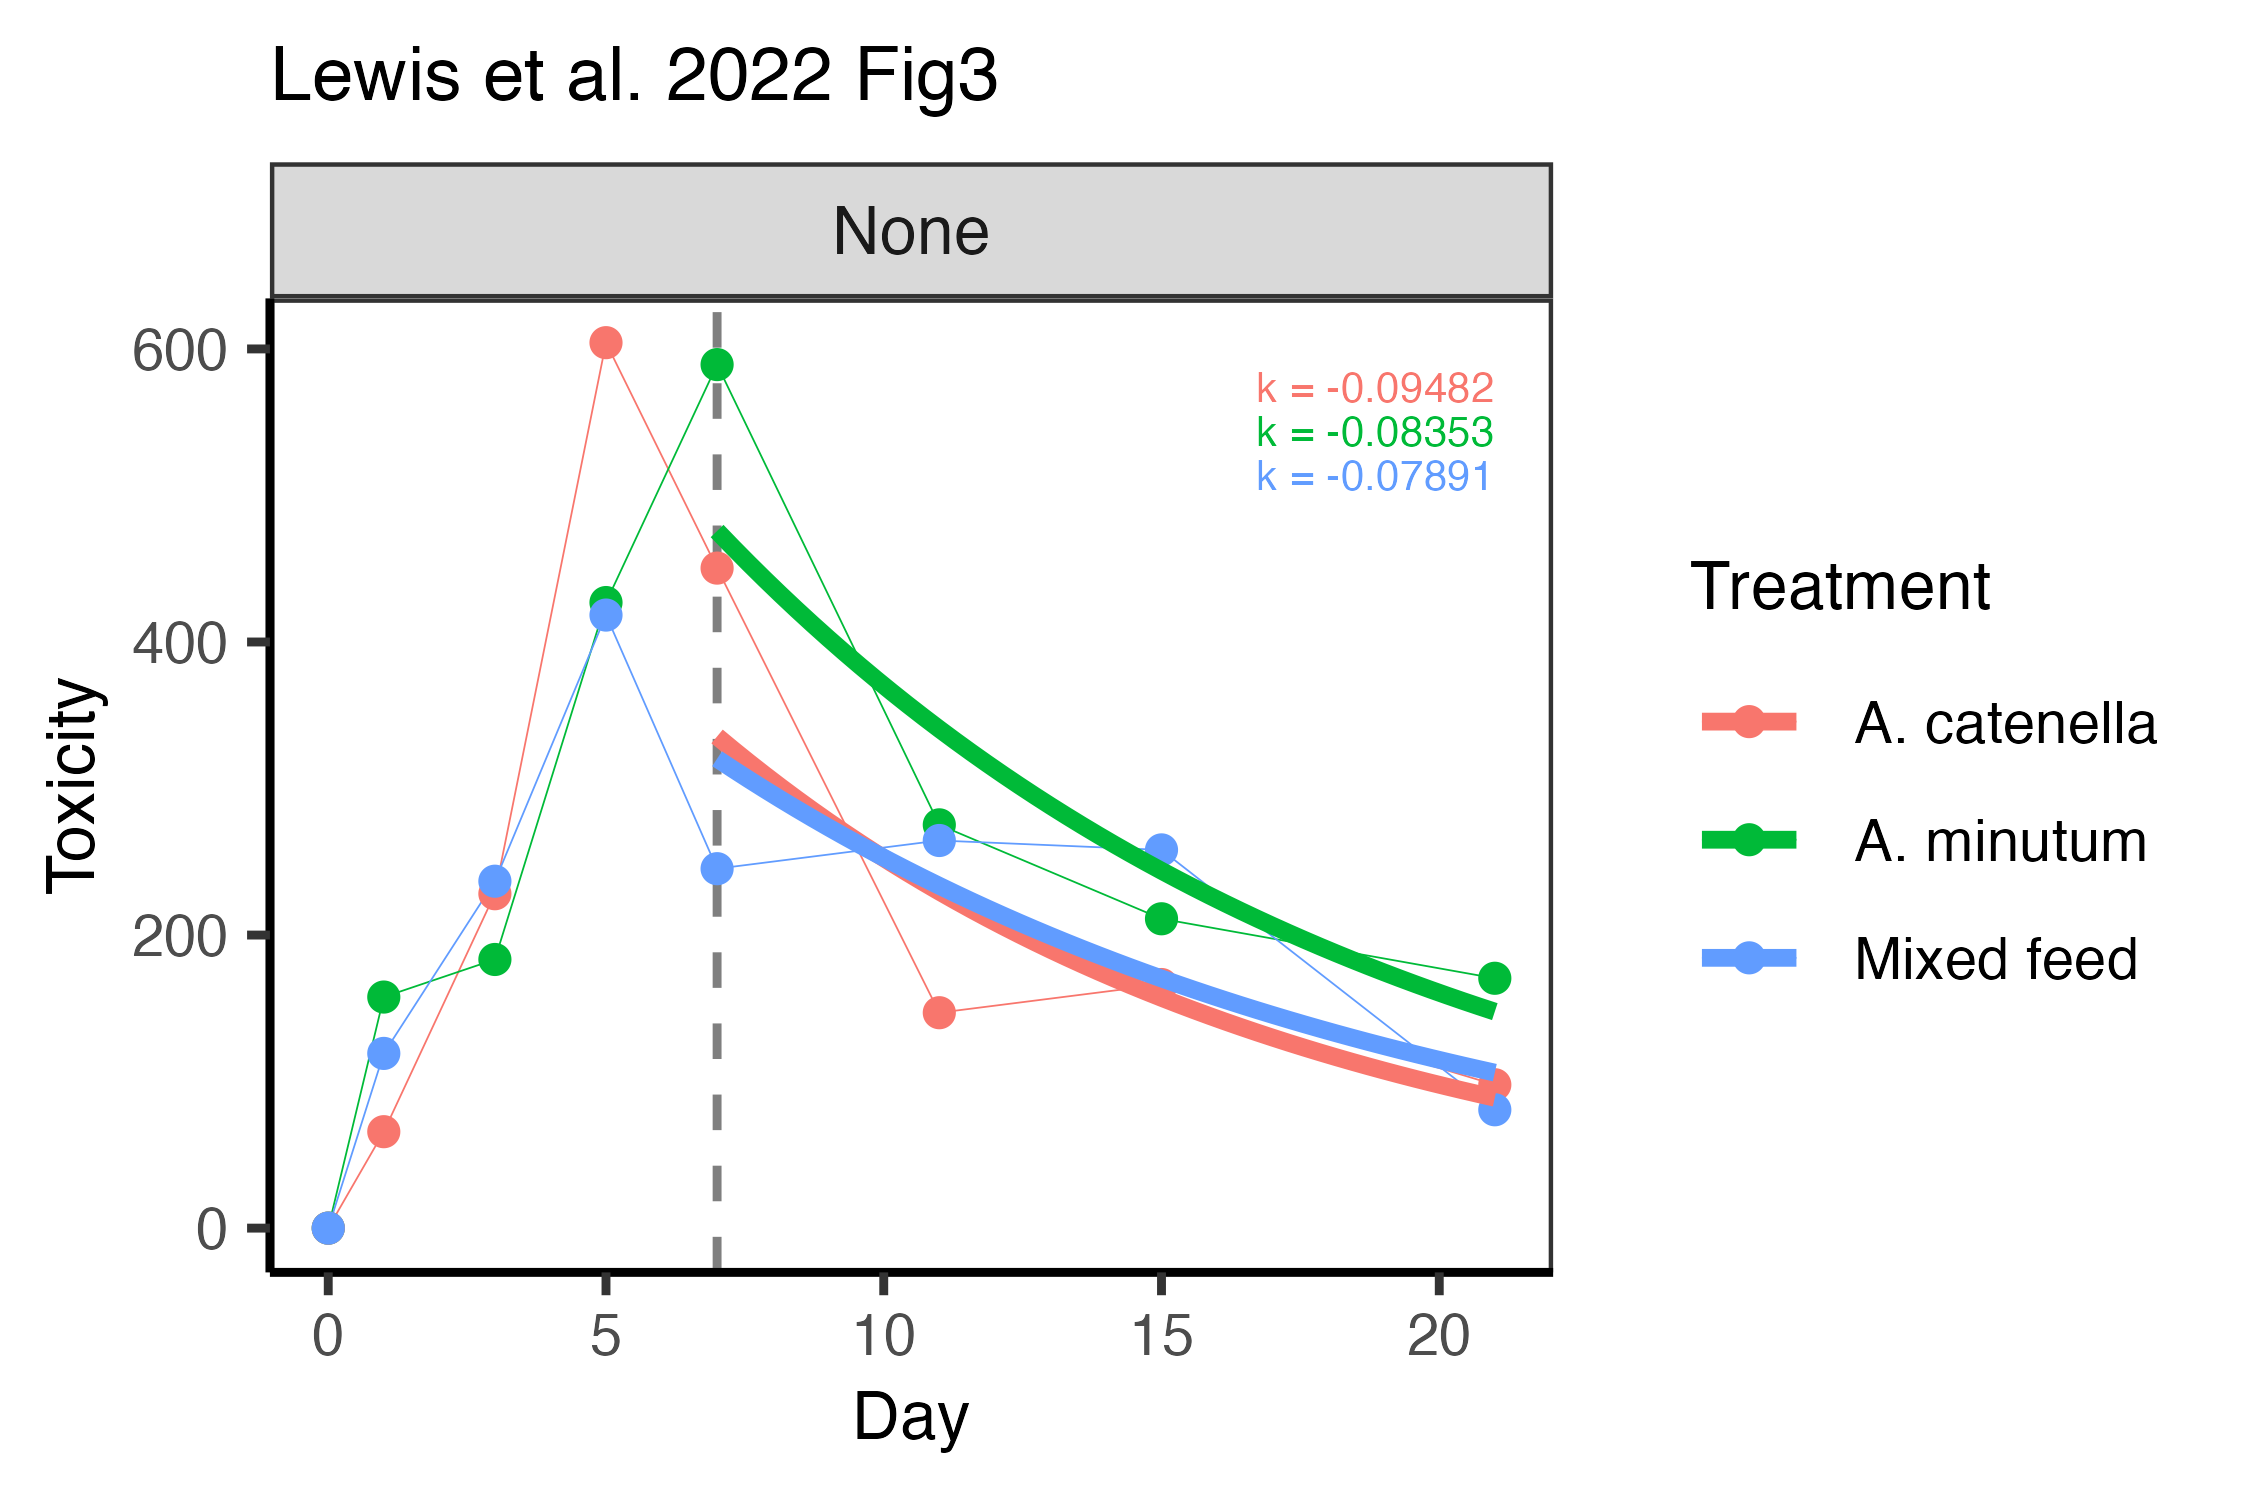 Lewis et al. 2022 Fig3
None
600
400
200
0
0 5 10 15 20
Toxicity
Day
k = -0.09482
k = -0.08353
k = -0.07891
Treatment
A. catenella
A. minutum
Mixed feed